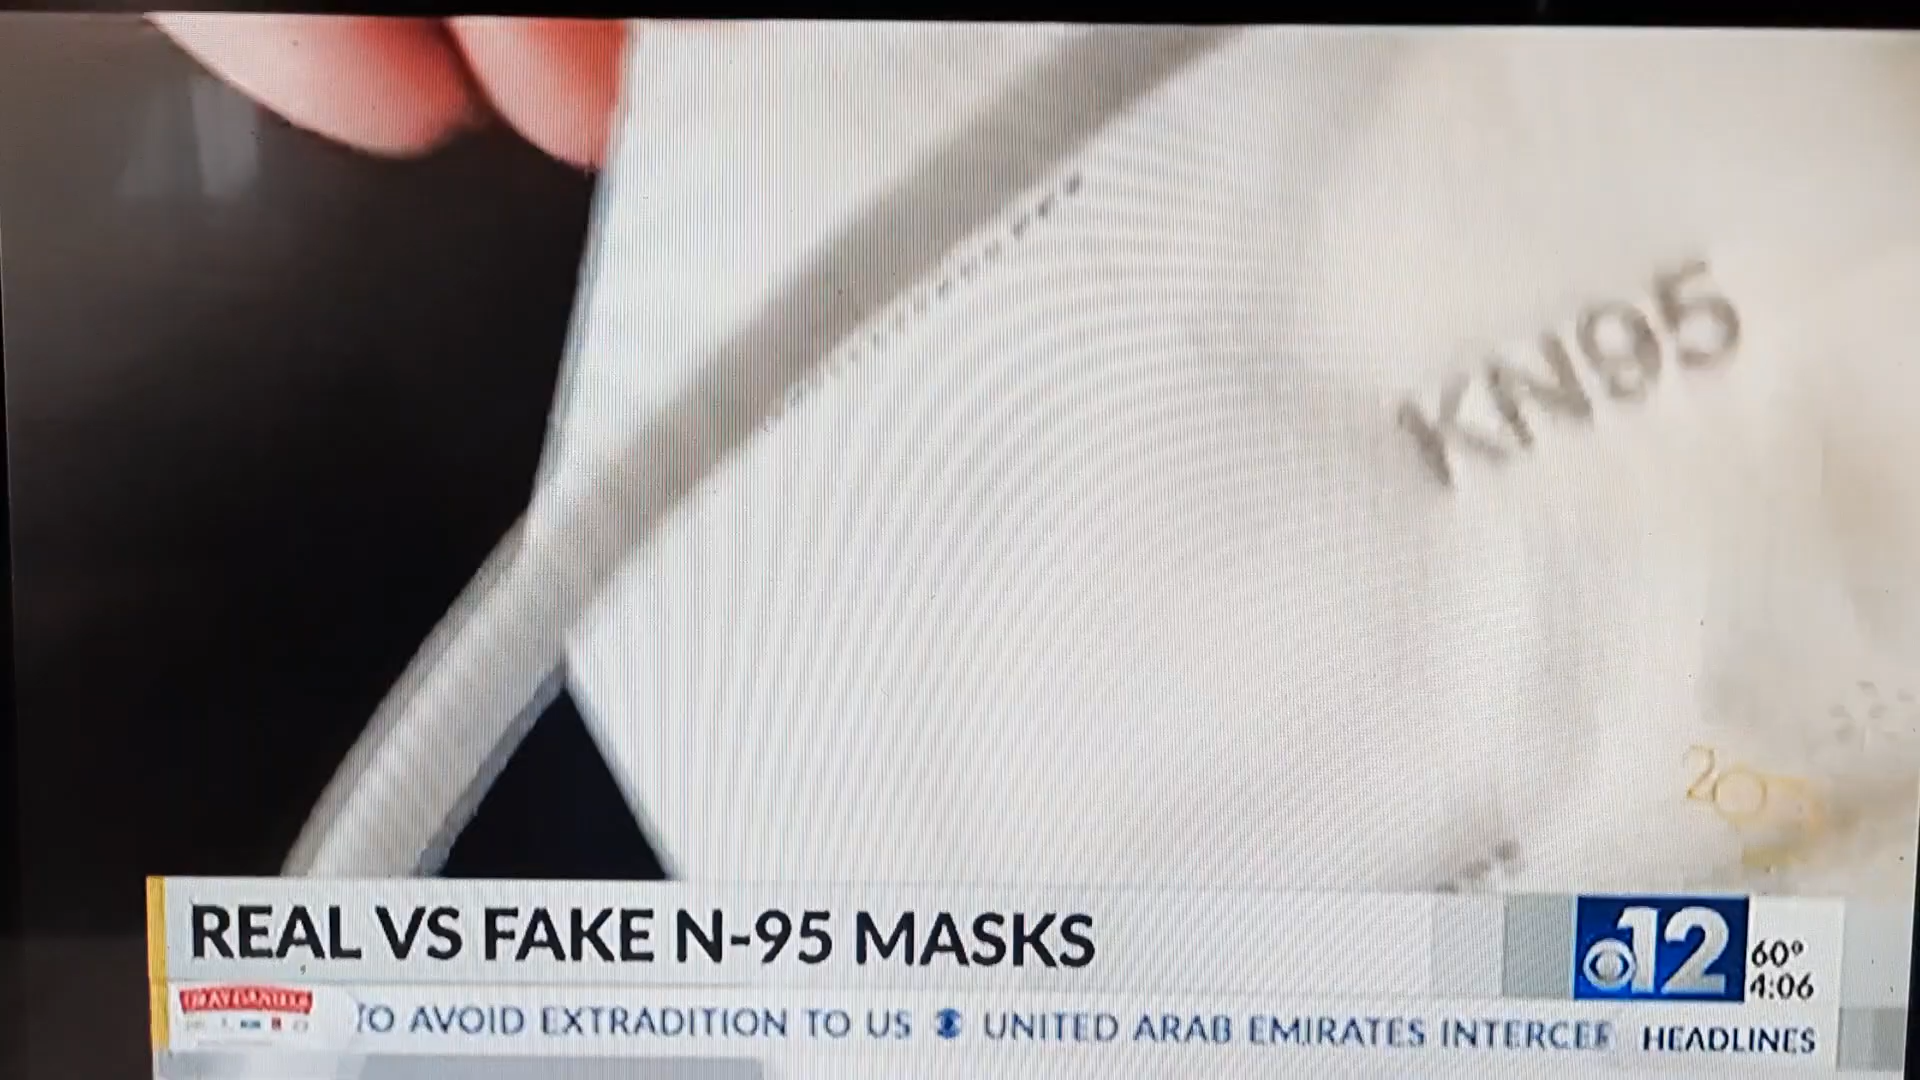 KN95
REAL VS FAKE N-95 MASKS
12
60°
4:06
TO AVOID EXTRADITION TO US UNITED ARAB EMIRATES INTERCEP
HEADLINES